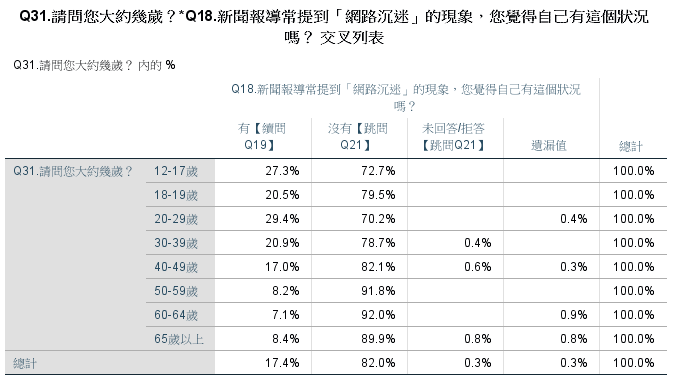 Q31.請問您大約幾歲？*Q18.新聞報導常提到「網路沉迷」的現象，您覺得自己有這個狀況
嗎？ 交叉列表
Q31.請問您大約幾歲？ 內的 %
Q18.新聞報導常提到「網路沉迷」的現象，您覺得自己有這個狀況
嗎？
有【續問 沒有【跳問 未回答/拒答
Q19】 Q21】 【跳問Q21】 遺漏值 總計
Q31.請問您大約幾歲？ 12-17歲 27.3% 72.7% 100.0%
18-19歲 20.5% 79.5% 100.0%
20-29歲 29.4% 70.2% 0.4% 100.0%
30-39歲 20.9% 78.7% 0.4% 100.0%
40-49歲 17.0% 82.1% 0.6% 0.3% 100.0%
50-59歲 8.2% 91.8% 100.0%
60-64歲 7.1% 92.0% 0.9% 100.0%
65歲以上 8.4% 89.9% 0.8% 0.8% 100.0%
總計 17.4% 82.0% 0.3% 0.3% 100.0%